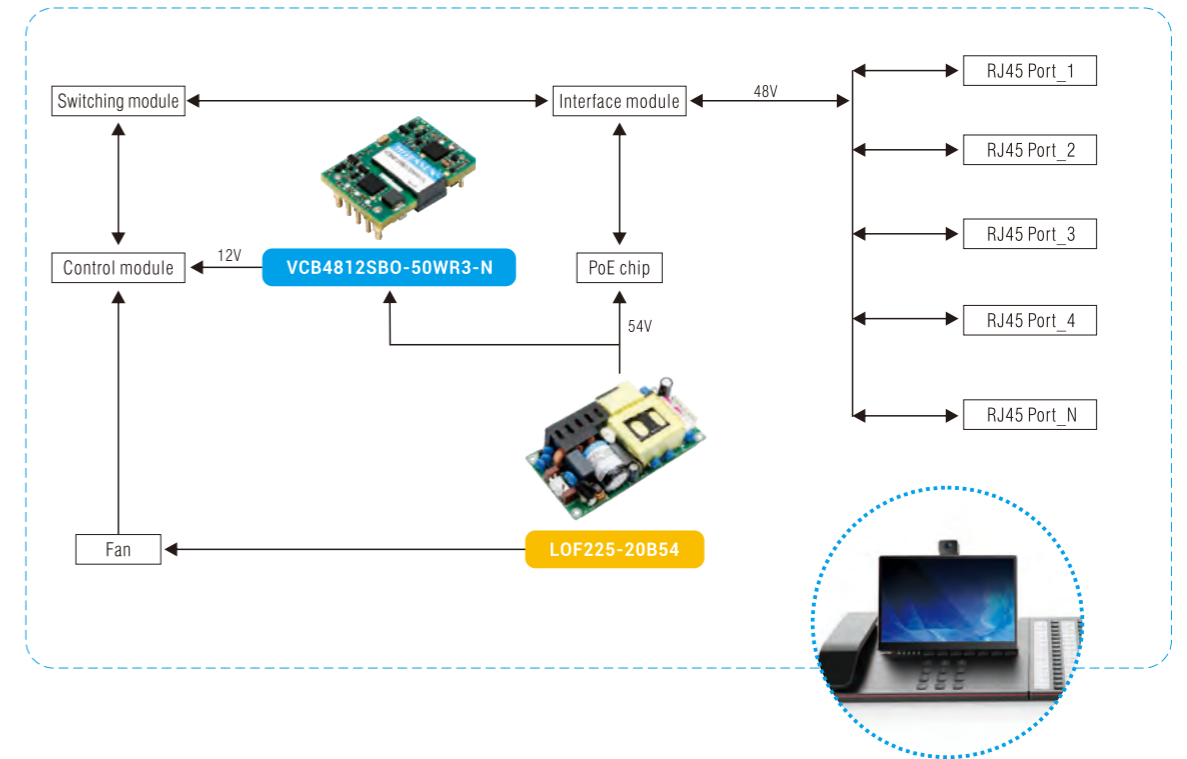 RJ45 Port_1
Switching module
Interface module
48V
RJ45 Port_2
RJ45 Port_3
Control module
12V
VCB4812SBO-50WR3-N
PoE chip
54V
RJ45 Port_4
RJ45 Port_N
Fan
LOF225-20B54